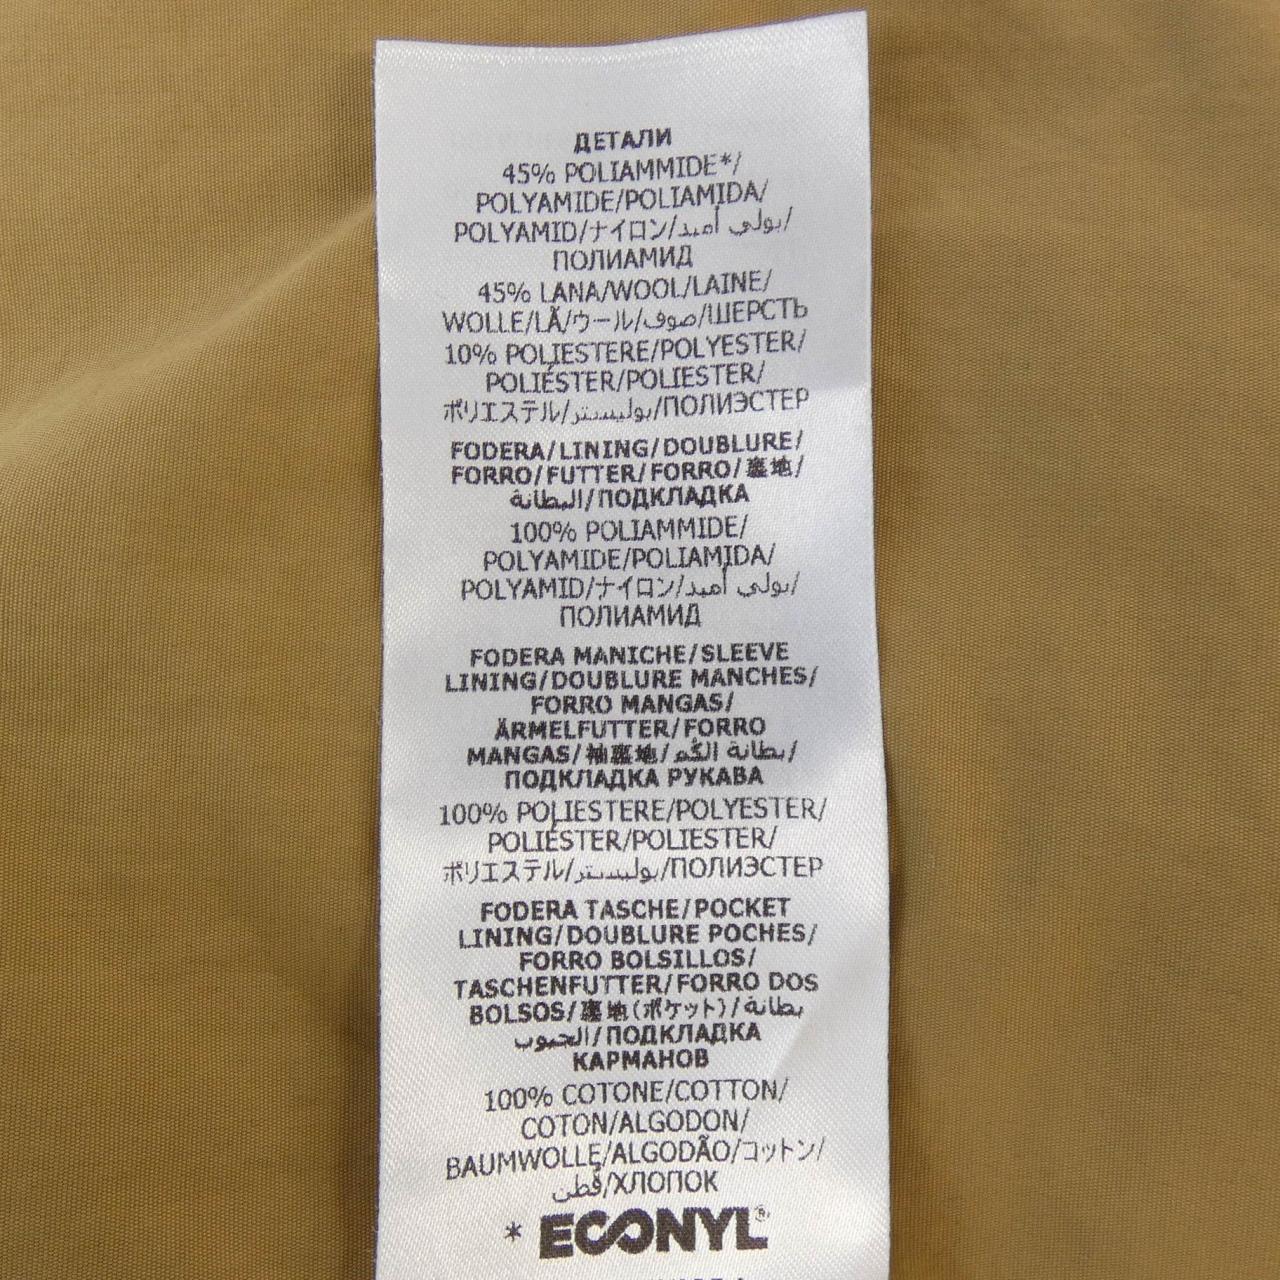 ДЕТАЛИ
45% POLIAMMIDE*/
POLYAMIDE/POLIAMIDA/
POLYAMID/ナイロン/بولي أميد/
ПОЛИАМИД
45% LANA/WOOL/LAINE/
WOLLE/LÃ/ウール/صوف/ШЕРСТЬ
10% POLIESTERE/POLYESTER/
POLIÉSTER/POLIESTER/
ポリエステル/بوليستر/ПОЛИЭСТЕР
FODERA/LINING/DOUBLURE/
FORRO/FUTTER/FORRO/裏地/
البطانة/ПОДКЛАДКА
100% POLIAMMIDE/
POLYAMIDE/POLIAMIDA/
POLYAMID/ナイロン/بولي أميد/
ПОЛИАМИД
FODERA MANICHE/SLEEVE
LINING/DOUBLURE MANCHES/
FORRO MANGAS/
ÄRMELFUTTER/FORRO
MANGAS/袖裏地/بطانة الكُم/
ПОДКЛАДКА РУКАВА
100% POLIESTERE/POLYESTER/
POLIÉSTER/POLIESTER/
ポリエステル/بوليستر/ПОЛИЭСТЕР
FODERA TASCHE/POCKET
LINING/DOUBLURE POCHES/
FORRO BOLSILLOS/
TASCHENFUTTER/FORRO DOS
BOLSOS/裏地(ポケット)/بطانة
الجيوب/ПОДКЛАДКА
КАРМАНОВ
100% COTONE/COTTON/
COTON/ALGODON/
BAUMWOLLE/ALGODÃO/コットン/
قُطن/ХЛОПОК
* ECONYL®